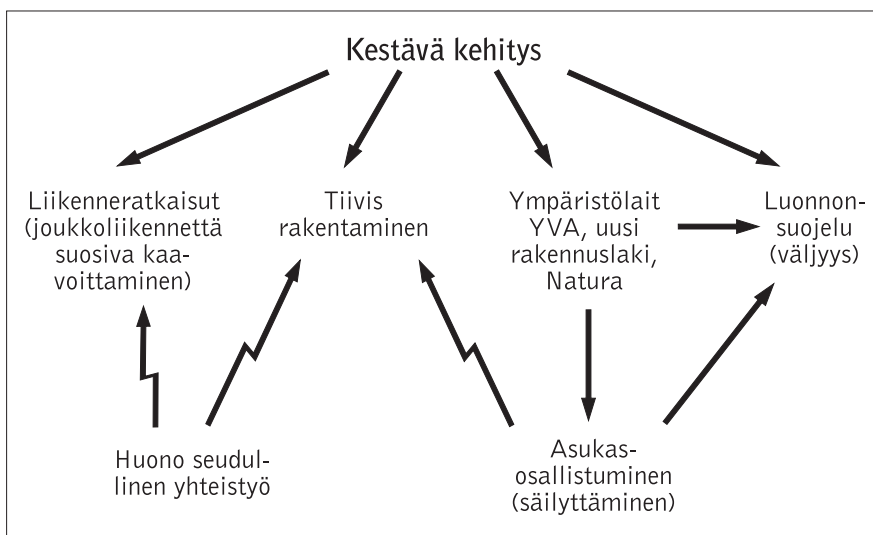 Kestävä kehitys
Liikenneratkaisut
(joukkoliikennettä
suosiva kaa-
voittaminen)
Tiivis
rakentaminen
Ympäristölait
YVA, uusi
rakennuslaki,
Natura
Luonnon-
suojelu
(väljyys)
Huono seudul-
linen yhteistyö
Asukas-
osallistuminen
(säilyttäminen)